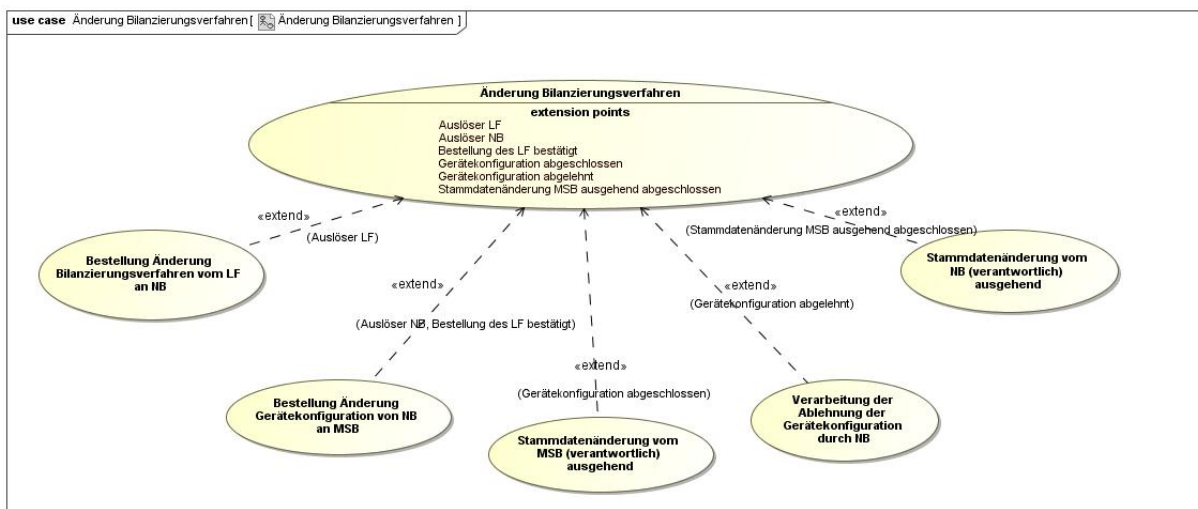 use case Änderung Bilanzierungsverfahren [ Änderung Bilanzierungsverfahren ]
Änderung Bilanzierungsverfahren
extension points
Auslöser LF
Auslöser NB
Bestellung des LF bestätigt
Gerätekonfiguration abgeschlossen
Gerätekonfiguration abgelehnt
Stammdatenänderung MSB ausgehend abgeschlossen
«extend»
(Auslöser LF)
«extend»
(Stammdatenänderung MSB ausgehend abgeschlossen)
Bestellung Änderung
Bilanzierungsverfahren vom LF
an NB
Stammdatenänderung vom
NB (verantwortlich)
ausgehend
«extend»
(Auslöser NB, Bestellung des LF bestätigt)
«extend»
(Gerätekonfiguration abgelehnt)
«extend»
(Gerätekonfiguration abgeschlossen)
Bestellung Änderung
Gerätekonfiguration von NB
an MSB
Stammdatenänderung vom
MSB (verantwortlich)
ausgehend
Verarbeitung der
Ablehnung der
Gerätekonfiguration
durch NB